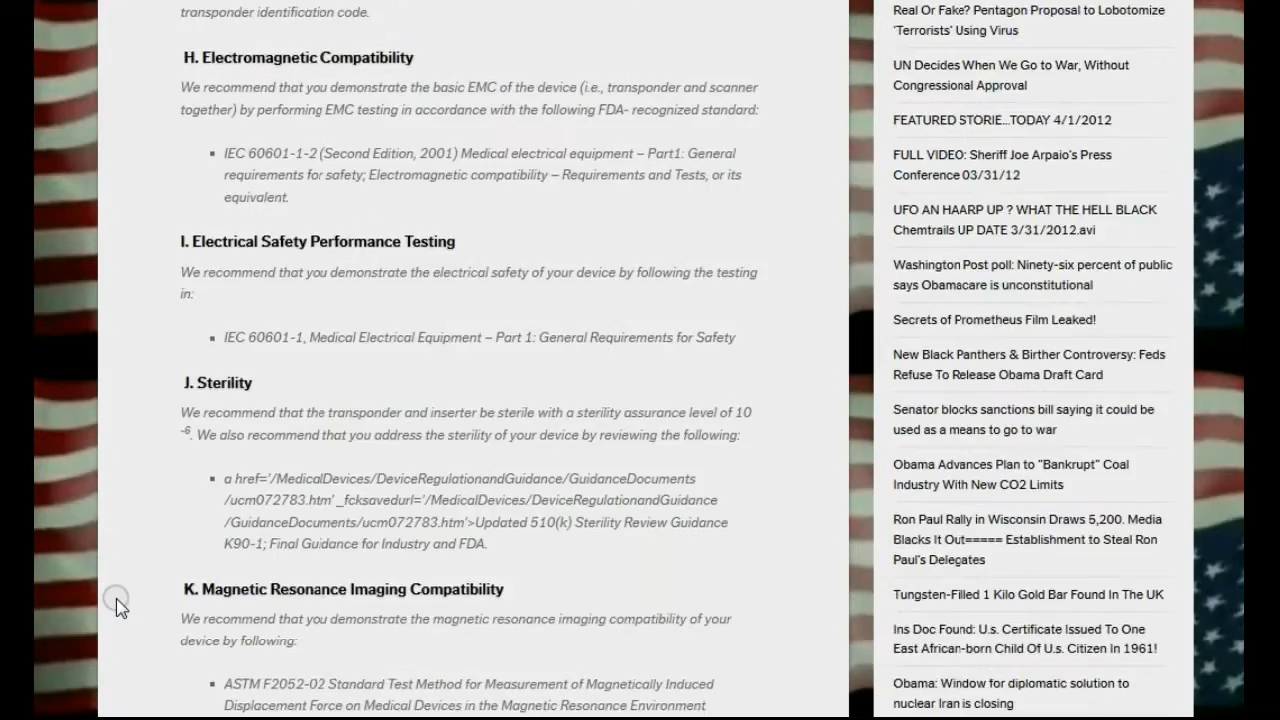 transponder identification code.
H. Electromagnetic Compatibility
We recommend that you demonstrate the basic EMC of the device (i.e., transponder and scanner
together) by performing EMC testing in accordance with the following FDA- recognized standard:
IEC 60601-1-2 (Second Edition, 2001) Medical electrical equipment – Part1: General
requirements for safety; Electromagnetic compatibility – Requirements and Tests, or its
equivalent.
I. Electrical Safety Performance Testing
We recommend that you demonstrate the electrical safety of your device by following the testing
in:
IEC 60601-1, Medical Electrical Equipment – Part 1: General Requirements for Safety
J. Sterility
We recommend that the transponder and inserter be sterile with a sterility assurance level of 10
-6. We also recommend that you address the sterility of your device by reviewing the following:
a href='/MedicalDevices/DeviceRegulationandGuidance/GuidanceDocuments
/ucm072783.htm' _fcksavedurl='/MedicalDevices/DeviceRegulationandGuidance
/GuidanceDocuments/ucm072783.htm'>Updated 510(k) Sterility Review Guidance
K90-1; Final Guidance for Industry and FDA.
K. Magnetic Resonance Imaging Compatibility
We recommend that you demonstrate the magnetic resonance imaging compatibility of your
device by following:
ASTM F2052-02 Standard Test Method for Measurement of Magnetically Induced
Displacement Force on Medical Devices in the Magnetic Resonance Environment
Real Or Fake? Pentagon Proposal to Lobotomize
'Terrorists' Using Virus
UN Decides When We Go to War, Without
Congressional Approval
FEATURED STORIE...TODAY 4/1/2012
FULL VIDEO: Sheriff Joe Arpaio's Press
Conference 03/31/12
UFO AN HAARP UP ? WHAT THE HELL BLACK
Chemtrails UP DATE 3/31/2012.avi
Washington Post poll: Ninety-six percent of public
says Obamacare is unconstitutional
Secrets of Prometheus Film Leaked!
New Black Panthers & Birther Controversy: Feds
Refuse To Release Obama Draft Card
Senator blocks sanctions bill saying it could be
used as a means to go to war
Obama Advances Plan to "Bankrupt" Coal
Industry With New CO2 Limits
Ron Paul Rally in Wisconsin Draws 5,200. Media
Blacks It Out===== Establishment to Steal Ron
Paul's Delegates
Tungsten-Filled 1 Kilo Gold Bar Found In The UK
Ins Doc Found: U.s. Certificate Issued To One
East African-born Child Of U.s. Citizen In 1961!
Obama: Window for diplomatic solution to
nuclear Iran is closing